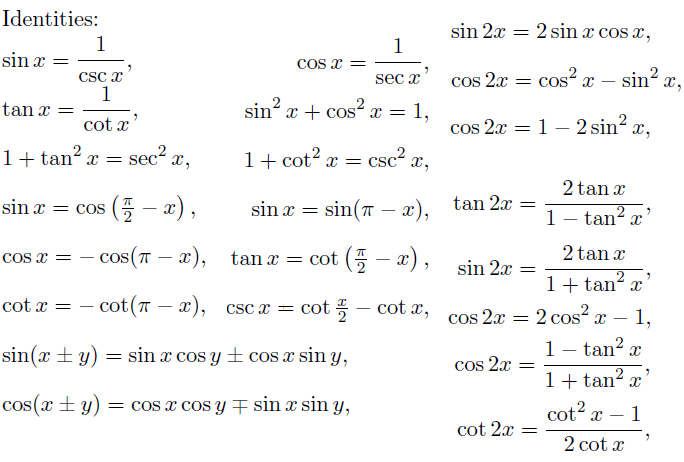 Identities:
sin x = 1/csc x,
cos x = 1/sec x,
tan x = 1/cot x,
sin² x + cos² x = 1,
1 + tan² x = sec² x,
1 + cot² x = csc² x,
sin x = cos (π/2 − x),
sin x = sin(π − x),
cos x = − cos(π − x),
tan x = cot (π/2 − x),
cot x = − cot(π − x),
csc x = cot x/2 − cot x,
sin(x ± y) = sin x cos y ± cos x sin y,
cos(x ± y) = cos x cos y ∓ sin x sin y,
sin 2x = 2 sin x cos x,
cos 2x = cos² x − sin² x,
cos 2x = 1 − 2 sin² x,
tan 2x = 2 tan x/1 − tan² x,
sin 2x = 2 tan x/1 + tan² x,
cos 2x = 2 cos² x − 1,
cos 2x = 1 − tan² x/1 + tan² x,
cot 2x = cot² x − 1/2 cot x,